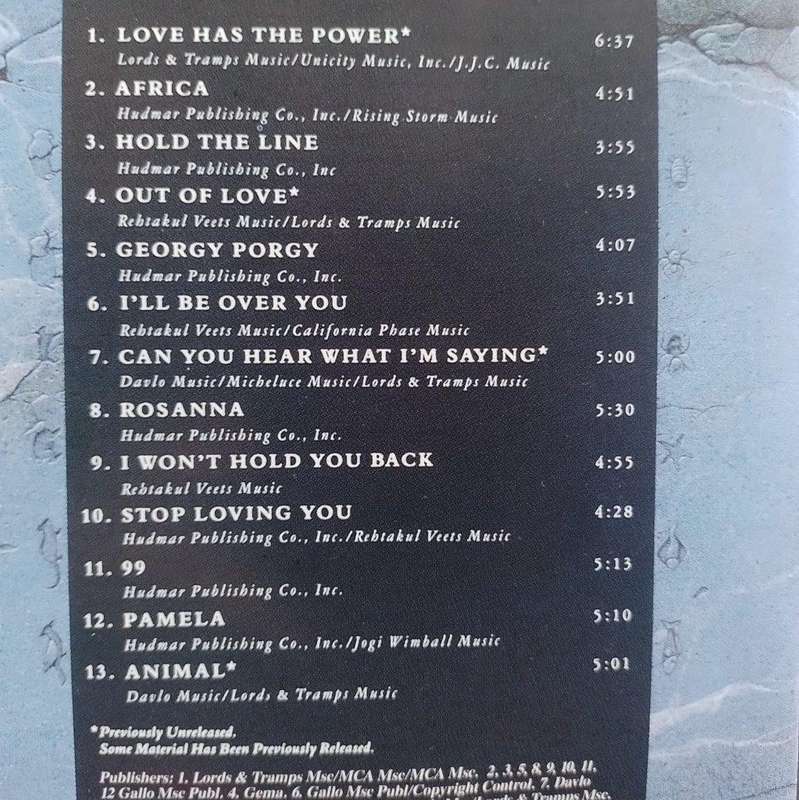 1. LOVE HAS THE POWER* 6:37
Lords & Tramps Music/Unicity Music, Inc./J.J.C. Music
2. AFRICA 4:51
Hudmar Publishing Co., Inc./Rising Storm Music
3. HOLD THE LINE 3:55
Hudmar Publishing Co., Inc
4. OUT OF LOVE* 5:53
Rehtakul Veets Music/Lords & Tramps Music
5. GEORGY PORGY 4:07
Hudmar Publishing Co., Inc.
6. I'LL BE OVER YOU 3:51
Rehtakul Veets Music/California Phase Music
7. CAN YOU HEAR WHAT I'M SAYING* 5:00
Davlo Music/Micheluce Music/Lords & Tramps Music
8. ROSANNA 5:30
Hudmar Publishing Co., Inc.
9. I WON'T HOLD YOU BACK 4:55
Rehtakul Veets Music
10. STOP LOVING YOU 4:28
Hudmar Publishing Co., Inc./Rehtakul Veets Music
11. 99 5:13
Hudmar Publishing Co., Inc.
12. PAMELA 5:10
Hudmar Publishing Co., Inc./Jogi Wimball Music
13. ANIMAL* 5:01
Davlo Music/Lords & Tramps Music
*Previously Unreleased.
Some Material Has Been Previously Released.
Publishers: 1. Lords & Tramps Msc/MCA Msc/MCA Msc, 2, 3, 5, 8, 9, 10, 11,
12 Gallo Msc Publ. 4. Gema, 6. Gallo Msc Publ/Copyright Control, 7. Davlo
Msc/Lords & Tramps Msc,